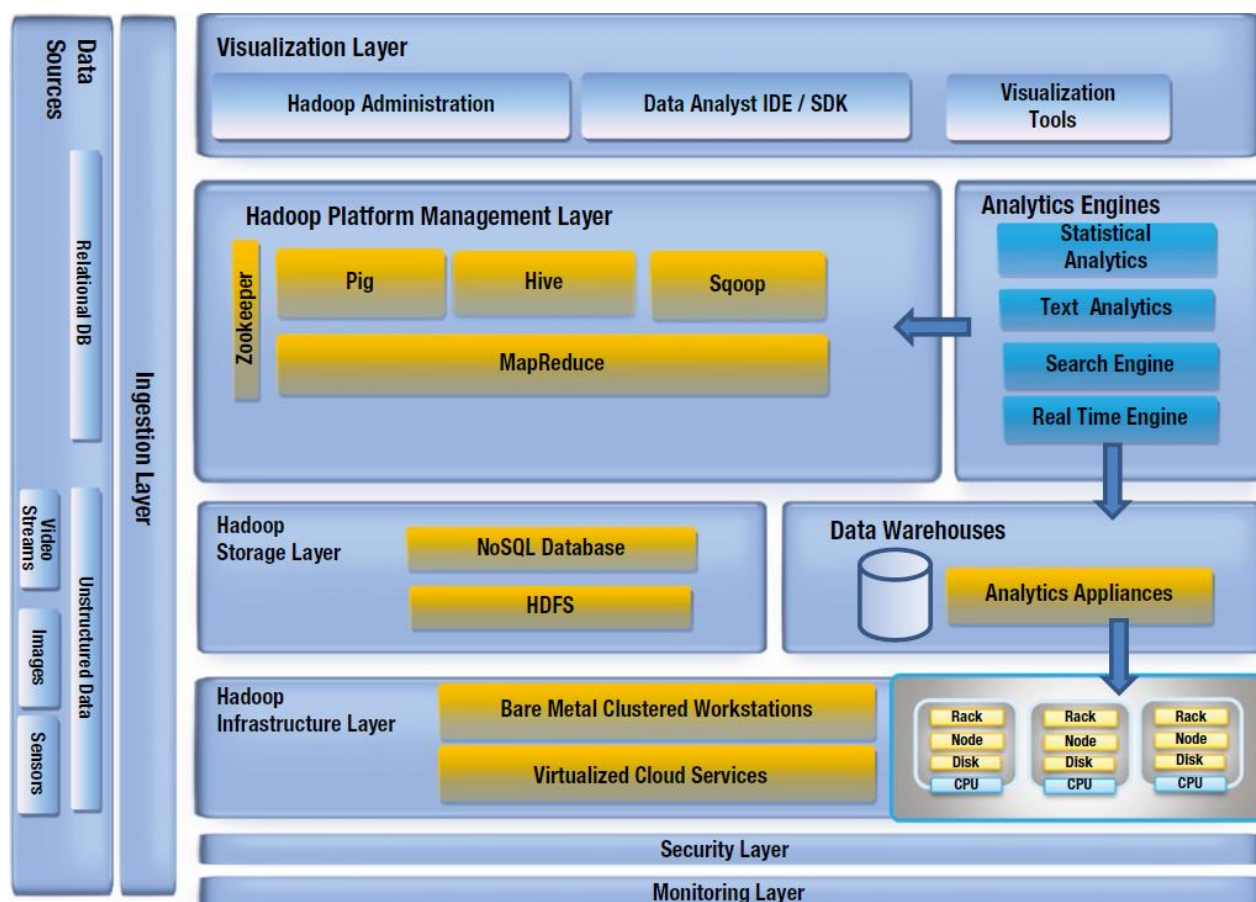 Data
Sources
Relational DB
Unstructured Data
Video
Streams
Images
Sensors
Ingestion Layer
Visualization Layer
Hadoop Administration
Data Analyst IDE / SDK
Visualization
Tools
Hadoop Platform Management Layer
Zookeeper
Pig
Hive
Sqoop
MapReduce
Analytics Engines
Statistical
Analytics
Text Analytics
Search Engine
Real Time Engine
Hadoop
Storage Layer
NoSQL Database
HDFS
Data Warehouses
Analytics Appliances
Hadoop
Infrastructure Layer
Bare Metal Clustered Workstations
Virtualized Cloud Services
Rack
Node
Disk
CPU
Rack
Node
Disk
CPU
Rack
Node
Disk
CPU
Security Layer
Monitoring Layer